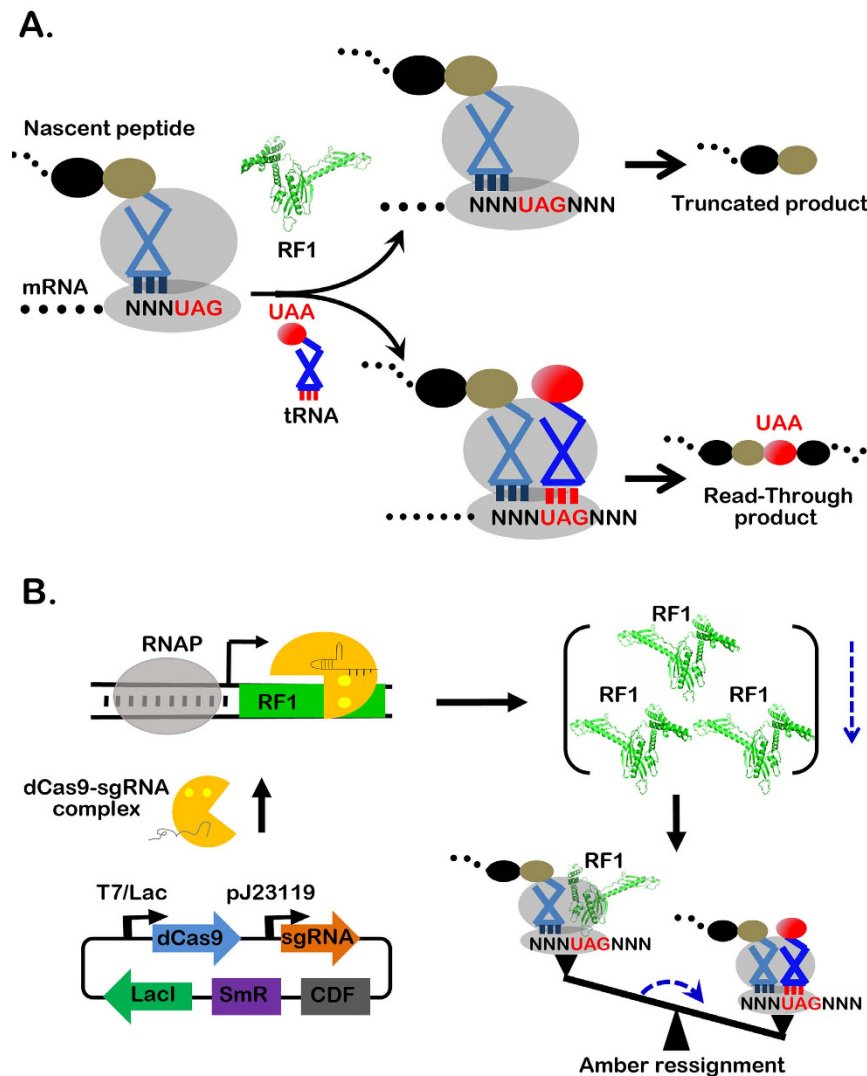 A.
Nascent peptide
RF1
mRNA
NNNUAG
UAA
tRNA
NNNUAGNNN
Truncated product
NNNUAGNNN
UAA
Read-Through
product
B.
RNAP
RF1
dCas9-sgRNA
complex
T7/Lac
pJ23119
dCas9
sgRNA
LacI
SmR
CDF
RF1
RF1
RF1
RF1
NNNUAGNNN
NNNUAGNNN
Amber ressignment